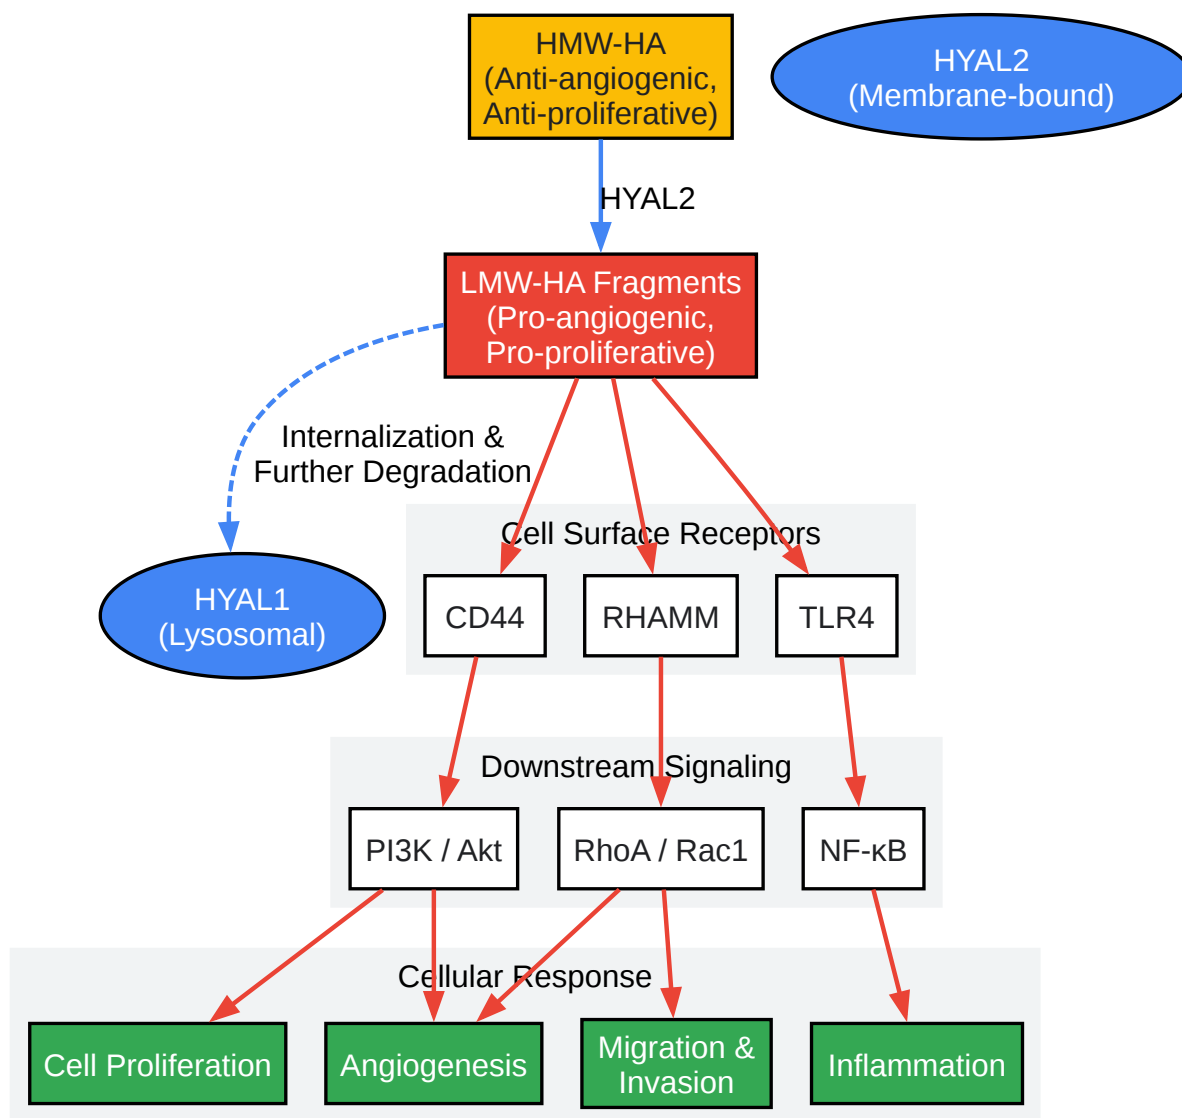 HMW-HA
(Anti-angiogenic,
Anti-proliferative)
HYAL2
(Membrane-bound)
HYAL2
LMW-HA Fragments
(Pro-angiogenic,
Pro-proliferative)
Internalization &
Further Degradation
Cell Surface Receptors
HYAL1
(Lysosomal)
CD44
RHAMM
TLR4
Downstream Signaling
PI3K / Akt
RhoA / Rac1
NF-κB
Cellular Response
Cell Proliferation
Angiogenesis
Migration &
Invasion
Inflammation